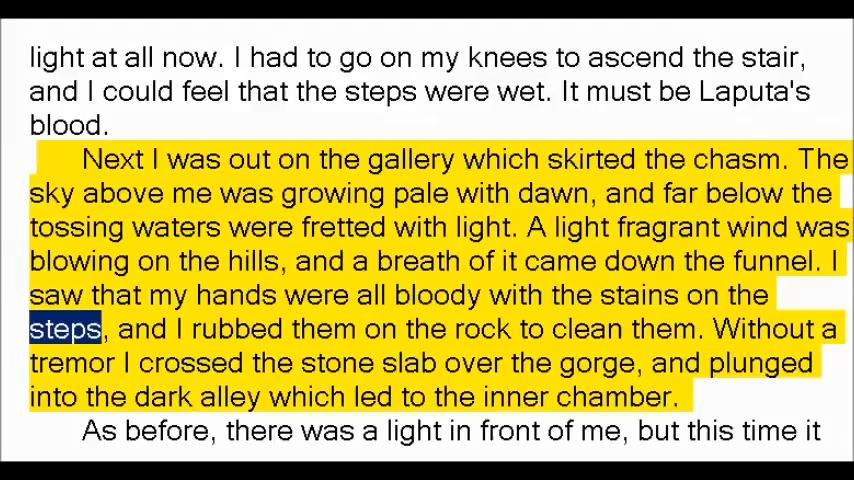 light at all now. I had to go on my knees to ascend the stair,
and I could feel that the steps were wet. It must be Laputa's
blood.
Next I was out on the gallery which skirted the chasm. The
sky above me was growing pale with dawn, and far below the
tossing waters were fretted with light. A light fragrant wind was
blowing on the hills, and a breath of it came down the funnel. I
saw that my hands were all bloody with the stains on the
steps, and I rubbed them on the rock to clean them. Without a
tremor I crossed the stone slab over the gorge, and plunged
into the dark alley which led to the inner chamber.
As before, there was a light in front of me, but this time it